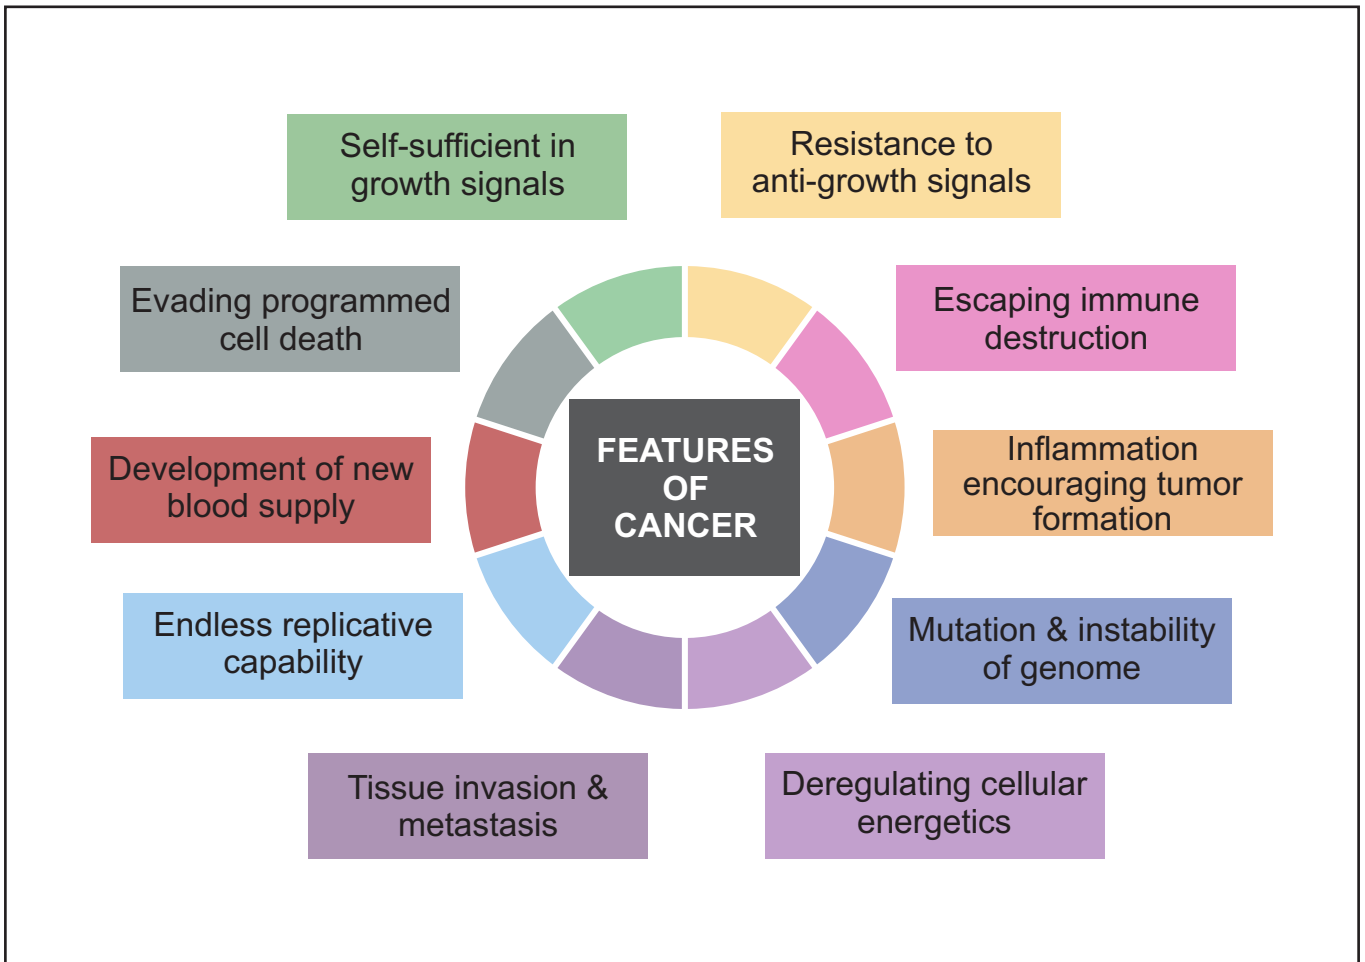 Self-sufficient in
growth signals
Resistance to
anti-growth signals
Evading programmed
cell death
Escaping immune
destruction
Development of new
blood supply
FEATURES
OF
CANCER
Inflammation
encouraging tumor
formation
Endless replicative
capability
Mutation & instability
of genome
Tissue invasion &
metastasis
Deregulating cellular
energetics